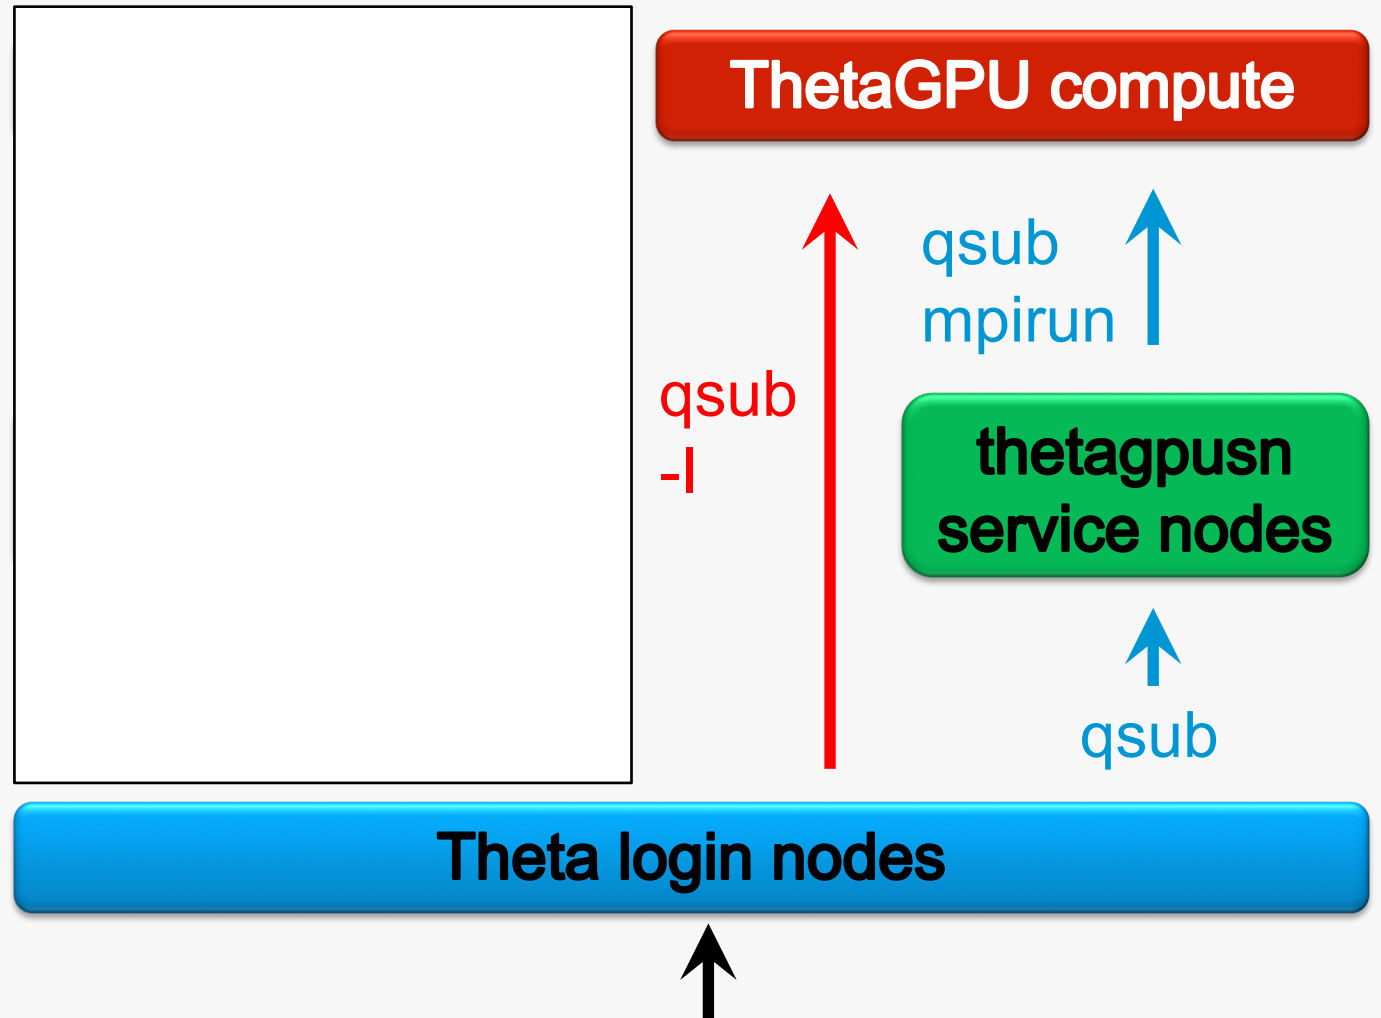 ThetaGPU compute
qsub
mpirun
qsub
-I
thetagpusn
service nodes
qsub
Theta login nodes